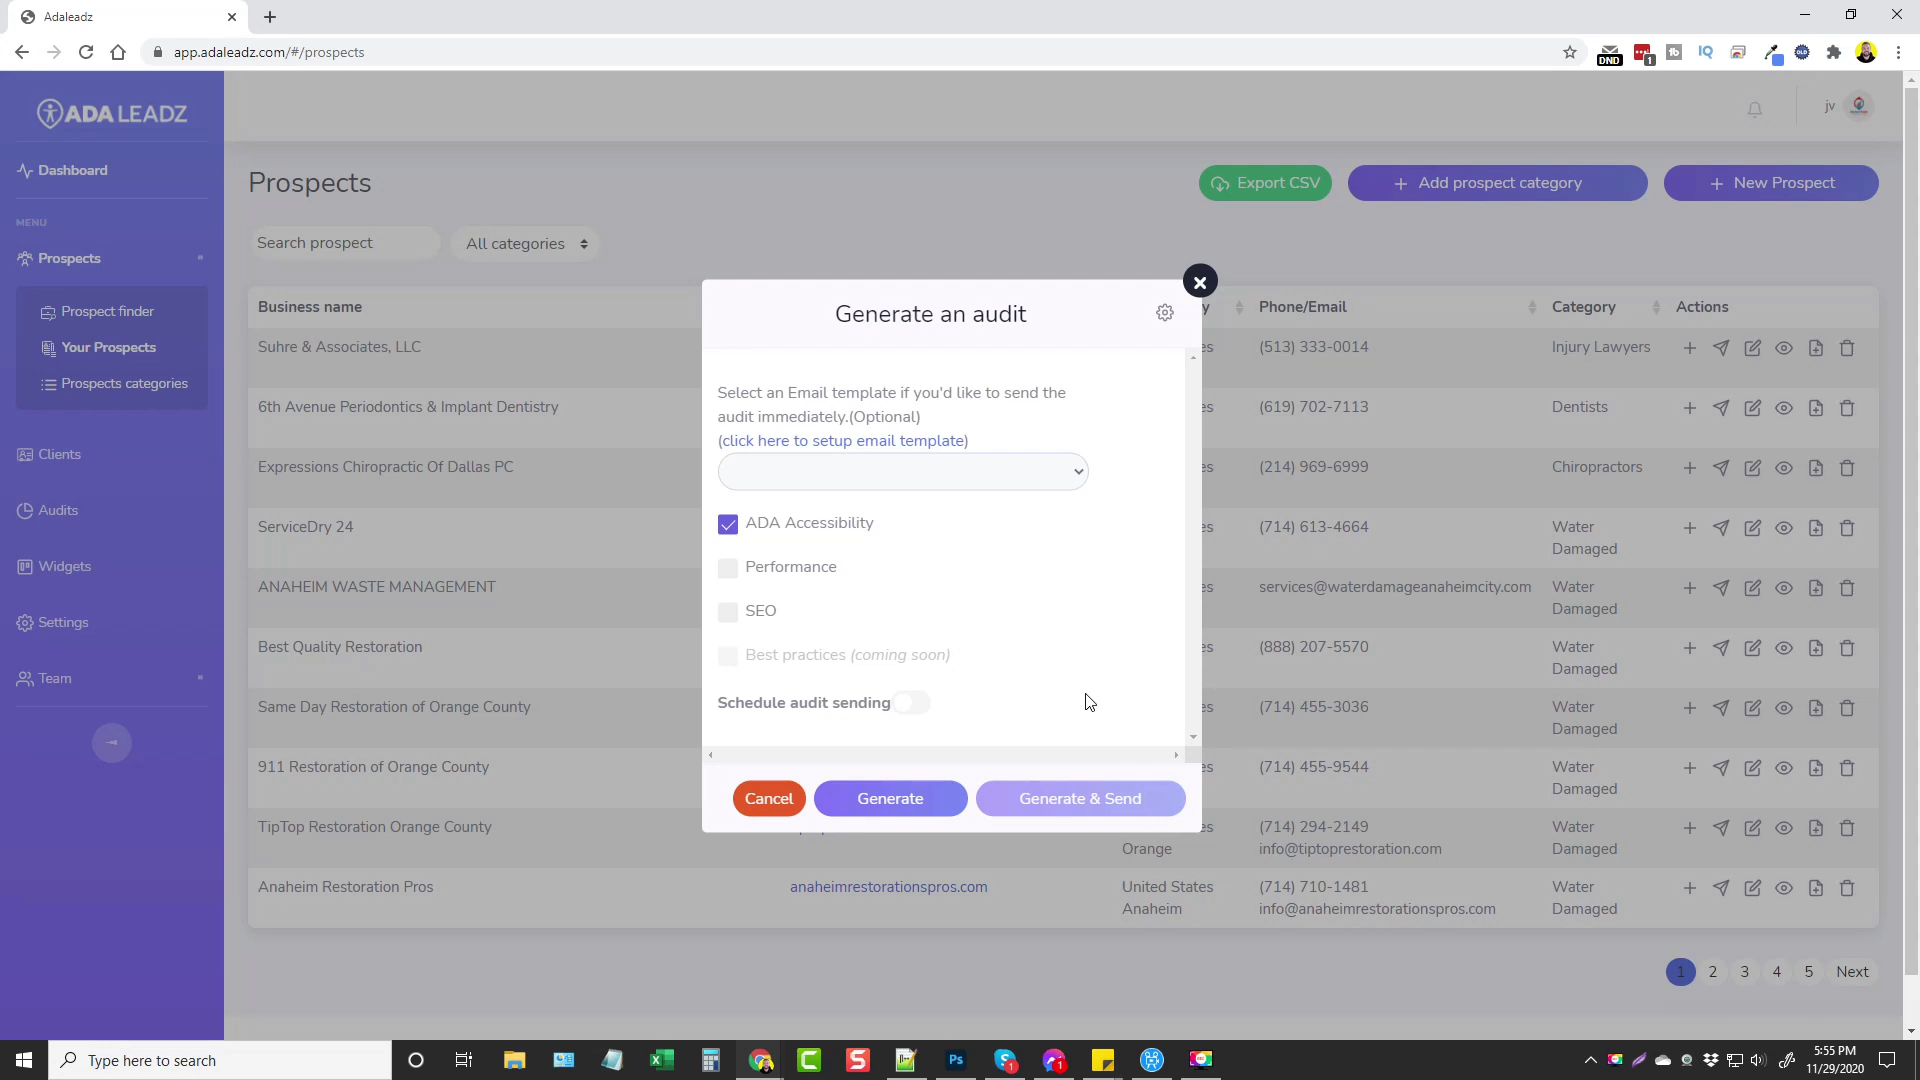 Adaleadz
app.adaleadz.com/#/prospects
DND
1
ADA LEADZ
jv
Dashboard
MENU
Prospects
Prospect finder
Your Prospects
Prospects categories
Clients
Audits
Widgets
Settings
Team
Prospects
Export CSV
Add prospect category
New Prospect
Search prospect
All categories
Business name
Phone/Email
Category
Actions
Suhre & Associates, LLC
(513) 333-0014
Injury Lawyers
6th Avenue Periodontics & Implant Dentistry
(619) 702-7113
Dentists
Expressions Chiropractic Of Dallas PC
(214) 969-6999
Chiropractors
ServiceDry 24
(714) 613-4664
Water
Damaged
ANAHEIM WASTE MANAGEMENT
services@waterdamageanaheimcity.com
Water
Damaged
Best Quality Restoration
(888) 207-5570
Water
Damaged
Same Day Restoration of Orange County
(714) 455-3036
Water
Damaged
911 Restoration of Orange County
(714) 455-9544
Water
Damaged
TipTop Restoration Orange County
Orange
(714) 294-2149
info@tiptoprestoration.com
Water
Damaged
Anaheim Restoration Pros
anaheimrestorationspros.com
United States
Anaheim
(714) 710-1481
info@anaheimrestorationspros.com
Water
Damaged
Generate an audit
Select an Email template if you'd like to send the
audit immediately.(Optional)
(click here to setup email template)
ADA Accessibility
Performance
SEO
Best practices (coming soon)
Schedule audit sending
Cancel
Generate
Generate & Send
1 2 3 4 5 Next
Type here to search
Ps
5:55 PM
11/29/2020